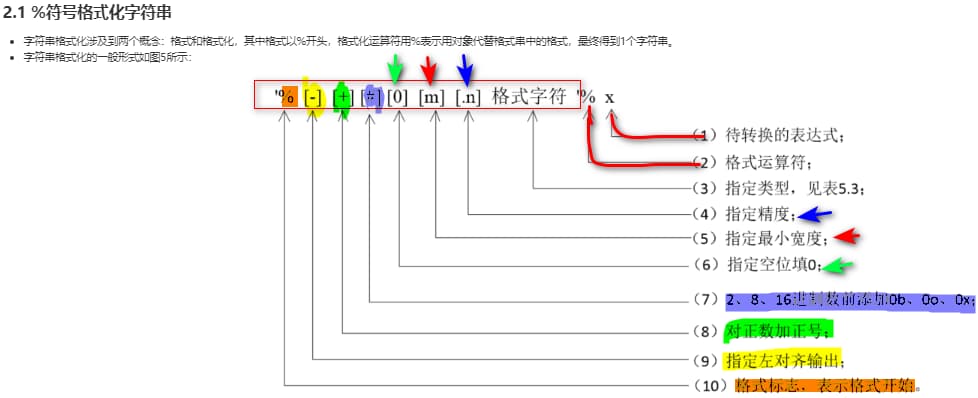 2.1 %符号格式化字符串
字符串格式化涉及到两个概念：格式和格式化，其中格式以%开头，格式化运算符用%表示用对象代替格式串中的格式，最终得到1个字符串。
字符串格式化的一般形式如图5所示：
'% [-] [+] [#] [0] [m] [.n] 格式字符 '% x
（1）待转换的表达式；
（2）格式运算符；
（3）指定类型，见表5.3；
（4）指定精度；
（5）指定最小宽度；
（6）指定空位填0；
（7）2、8、16进制数前添加0b、0o、0x；
（8）对正数加正号；
（9）指定左对齐输出；
（10）格式标志，表示格式开始。